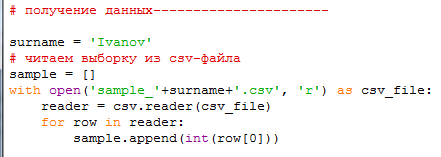 # получение данных-----------------------
surname = 'Ivanov'
# читаем выборку из csv-файла
sample = []
with open('sample_'+surname+'.csv', 'r') as csv_file:
    reader = csv.reader(csv_file)
    for row in reader:
        sample.append(int(row[0]))